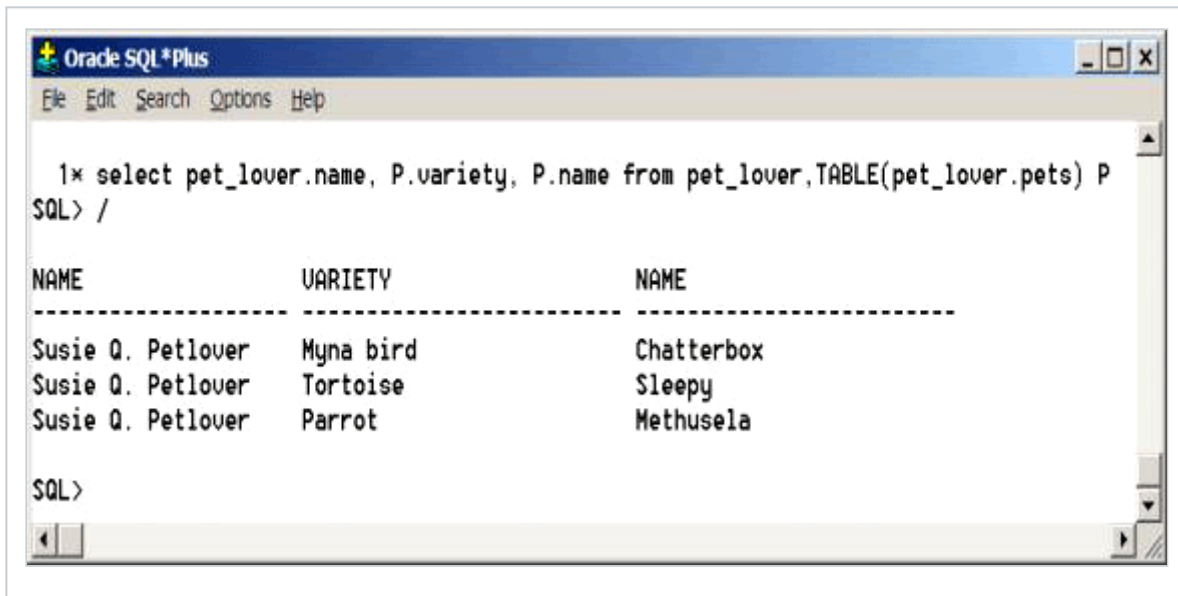 Oracle SQL*Plus
File Edit Search Options Help
1* select pet_lover.name, P.variety, P.name from pet_lover,TABLE(pet_lover.pets) P
SQL> /
NAME VARIETY NAME
-------------------- ------------------------- -------------------------
Susie Q. Petlover Myna bird Chatterbox
Susie Q. Petlover Tortoise Sleepy
Susie Q. Petlover Parrot Methusela
SQL>